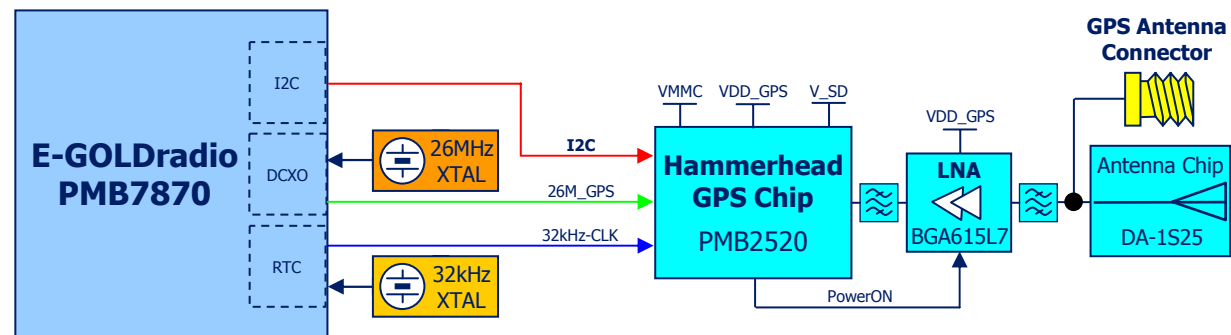 E-GOLDradio
PMB7870
I2C
DCXO
RTC
26MHz
XTAL
32kHz
XTAL
I2C
26M_GPS
32kHz-CLK
VMMC
VDD_GPS
V_SD
Hammerhead
GPS Chip
PMB2520
PowerON
VDD_GPS
LNA
BGA615L7
GPS Antenna
Connector
Antenna Chip
DA-1S25